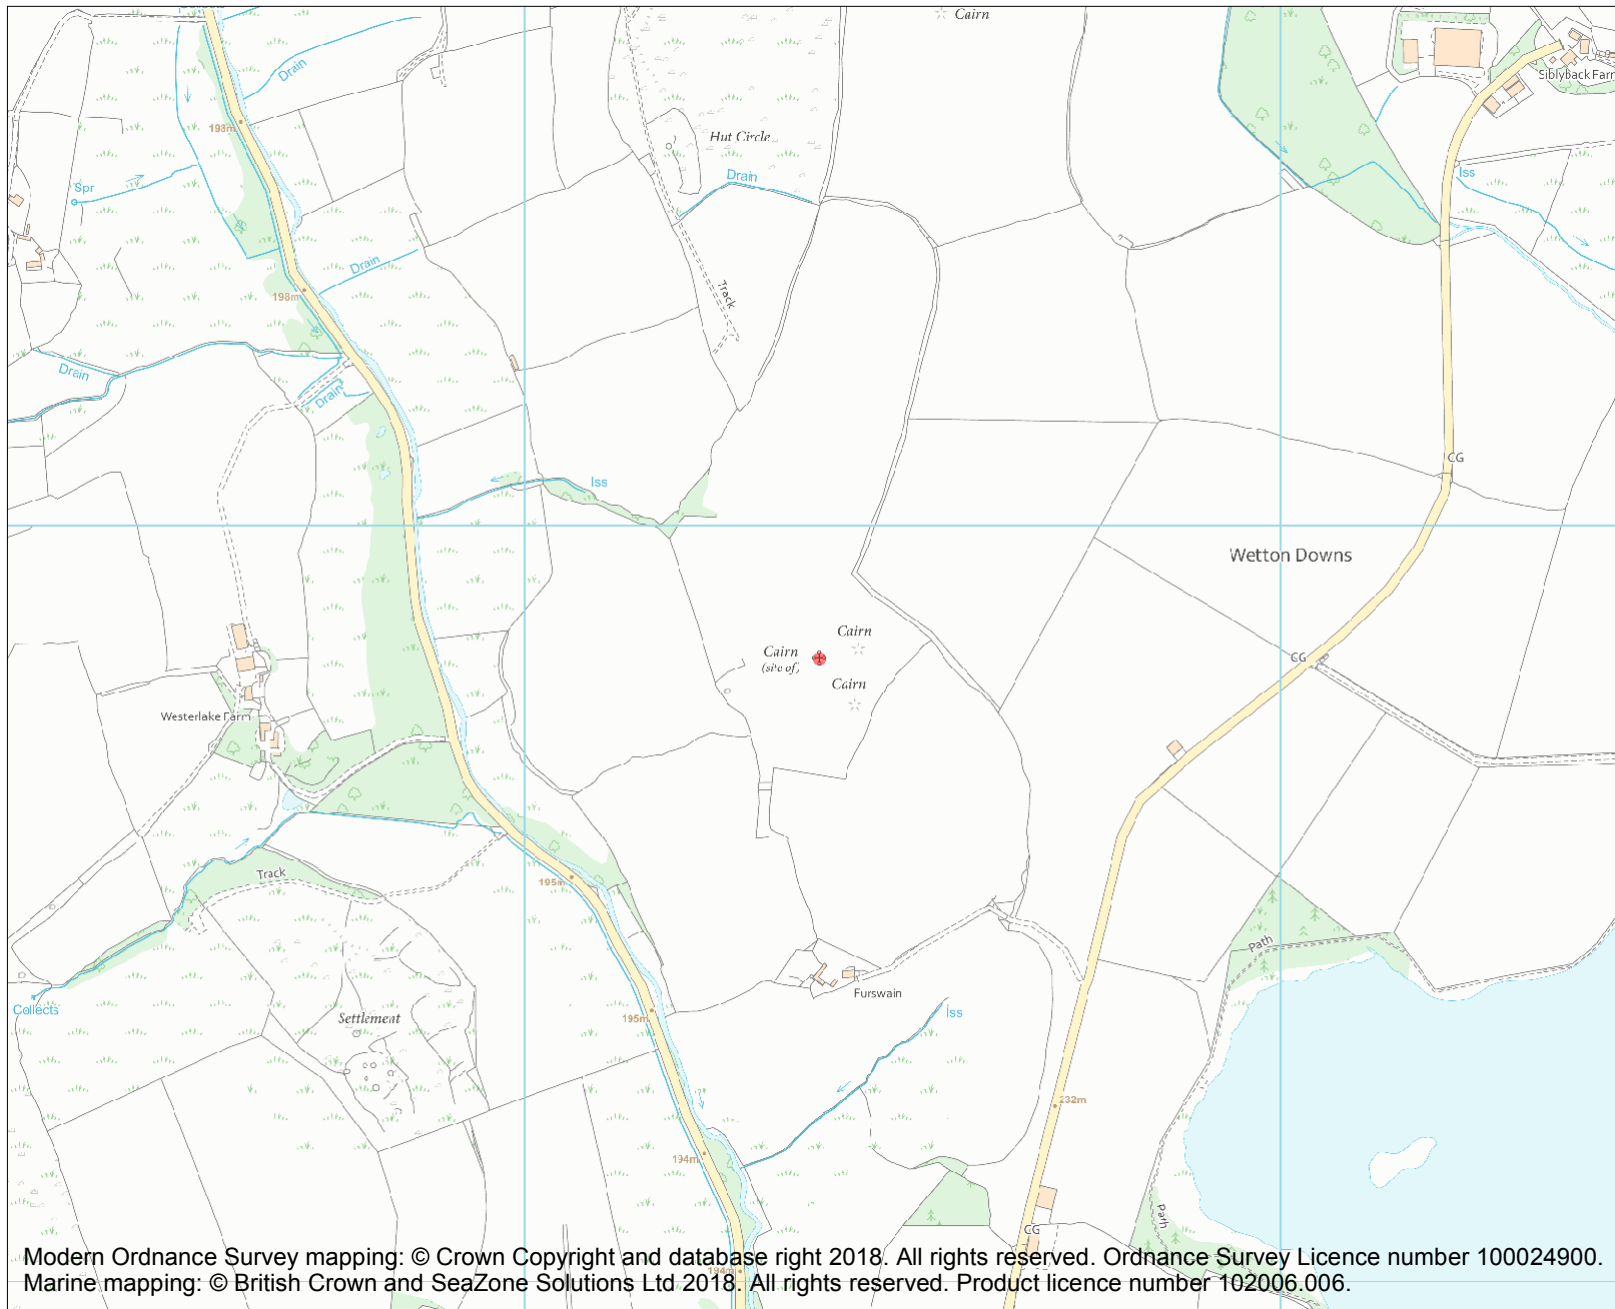 Cairn
Drain
Siblyback Farm
193m
Hut Circle
Drain
Iss
Spr
Drain
198m
Track
Drain
Drain
CG
Iss
Wetton Downs
Cairn
Cairn
(site of)
CG
Cairn
Westerlake Farm
Track
195m
Path
Furswain
Collects
Iss
Settlement
195m
232m
194m
Path
CG
Modern Ordnance Survey mapping: © Crown Copyright and database right 2018. All rights reserved. Ordnance Survey Licence number 100024900.
194m
Marine mapping: © British Crown and SeaZone Solutions Ltd 2018. All rights reserved. Product licence number 102006.006.